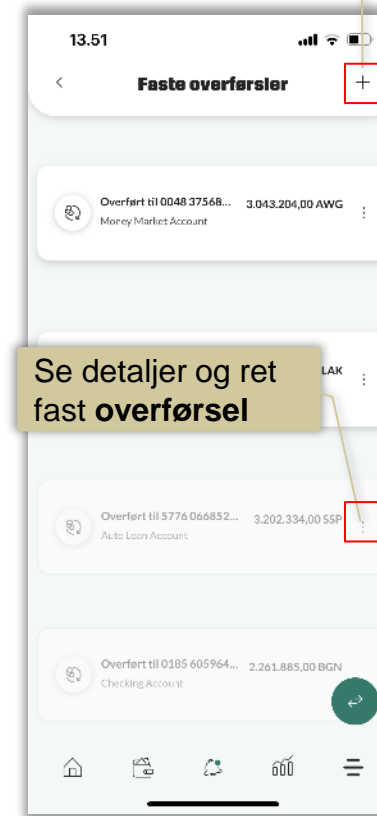 13.51
Faste overførsler
Overført til 0048 37568... 3.043.204,00 AWG
Money Market Account
LAK
Se detaljer og ret
fast overførsel
Overført til 5776 066852... 3.202.334,00 SSP
Auto Loan Account
Overført til 0185 605964... 2.261.885,00 BGN
Checking Account